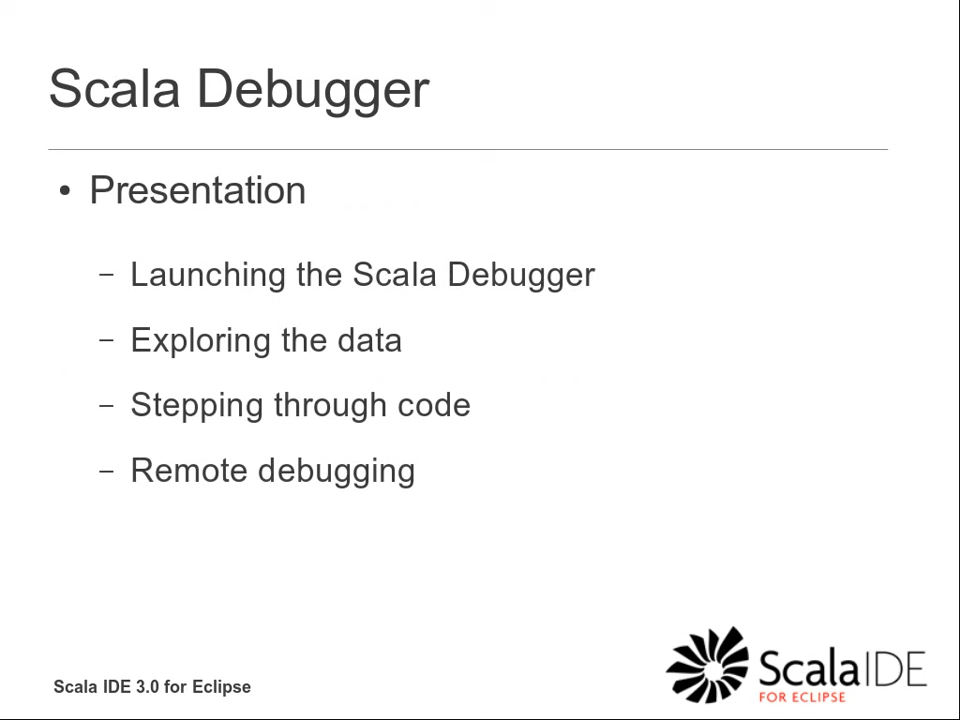 Scala Debugger
• Presentation
– Launching the Scala Debugger
– Exploring the data
– Stepping through code
– Remote debugging
Scala IDE 3.0 for Eclipse
ScalaIDE
FOR ECLIPSE